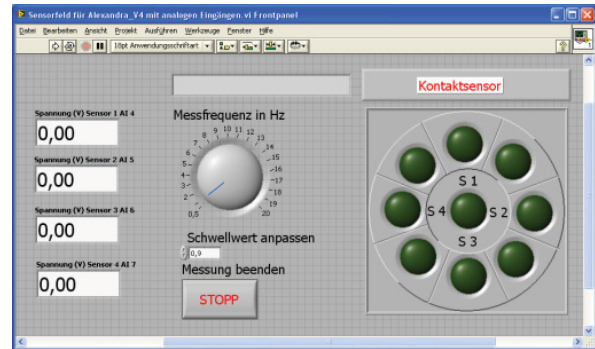 Sensorfeld für Alexandra_V4 mit analogen Eingängen.vi Frontpanel
Datei Bearbeiten Ansicht Projekt Ausführen Werkzeuge Fenster Hilfe
18pt Anwendungsschriftart
Kontaktsensor
Spannung (V) Sensor 1 AI 4
0,00
Spannung (V) Sensor 2 AI 5
0,00
Spannung (V) Sensor 3 AI 6
0,00
Spannung (V) Sensor 4 AI 7
0,00
Messfrequenz in Hz
0,5 2 3 4 5 6 7 8 9 10 11 12 13 14 15 16 17 18 19 20
Schwellwert anpassen
0,9
Messung beenden
STOPP
S 1
S 4 S 2
S 3